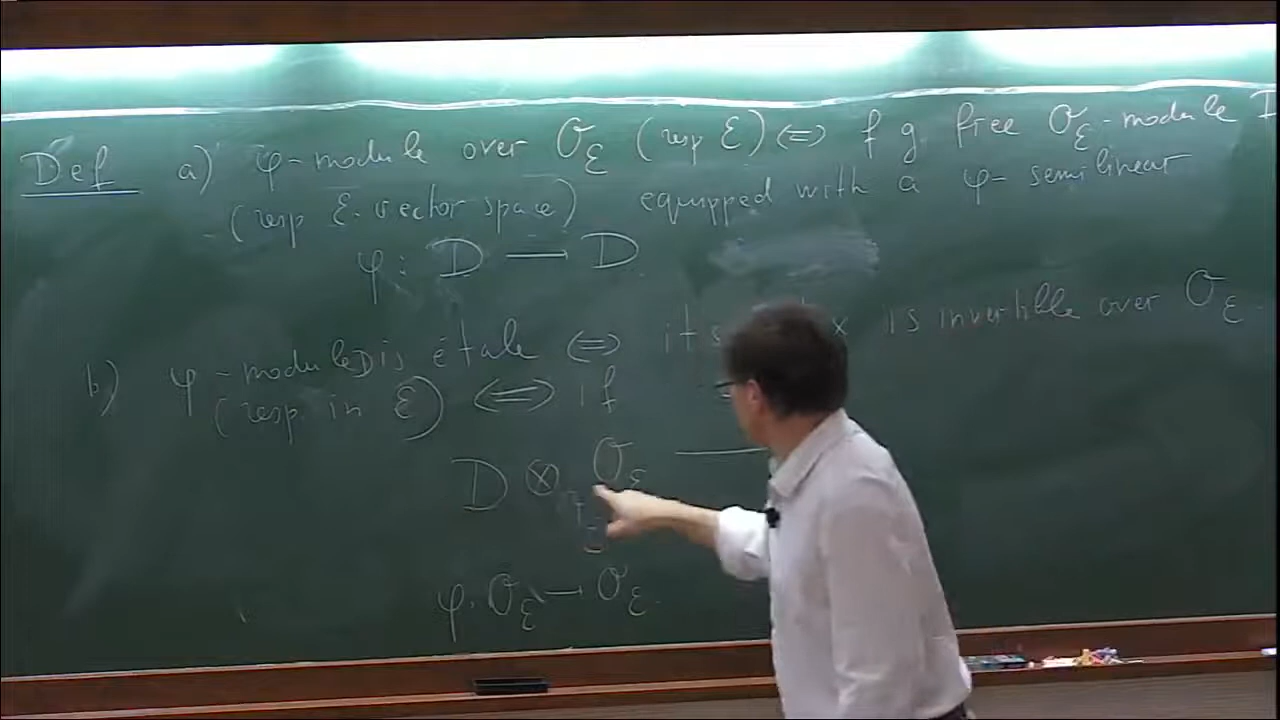 Def a) φ-module over O_ℰ (resp ℰ) ⇔ f g free O_ℰ-module
(resp ℰ-vector space) equipped with a φ-semilinear
φ: D → D
b) φ-module D is étale ⇔ its is invertible over O_ℰ.
(resp. in ℰ) ⇔ if
D ⊗ O_ℰ
φ: O_ℰ → O_ℰ.